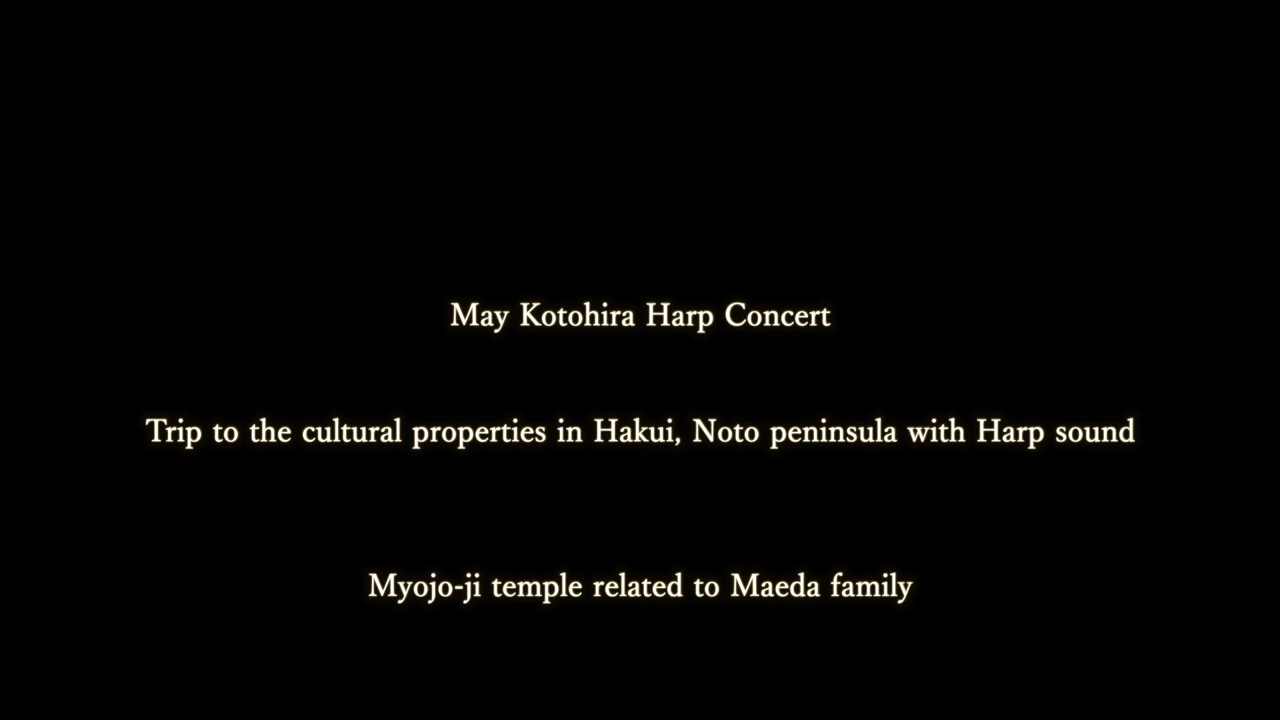 May Kotohira Harp Concert
Trip to the cultural properties in Hakui, Noto peninsula with Harp sound
Myojo-ji temple related to Maeda family